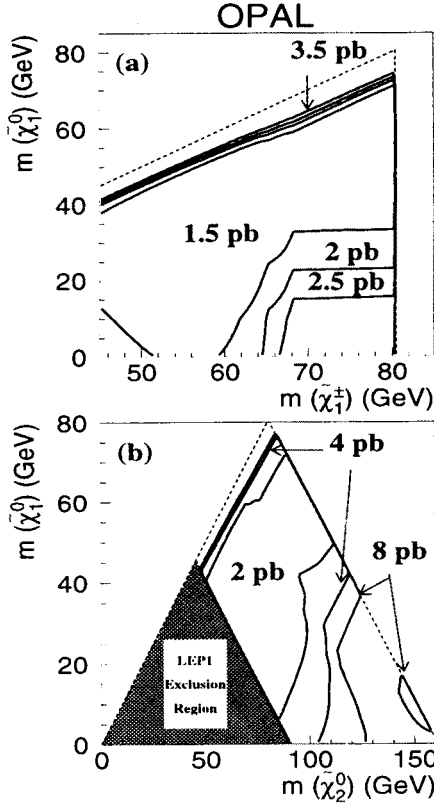 OPAL
m (χ̃₁⁰) (GeV)
80
60
40
20
0
(a)
3.5 pb
1.5 pb
2 pb
2.5 pb
50 60 70 80
m (χ̃₁±) (GeV)
m (χ̃₁⁰) (GeV)
80
60
40
20
0
(b)
4 pb
8 pb
2 pb
LEP1
Exclusion
Region
0 50 100 150
m (χ̃₂⁰) (GeV)